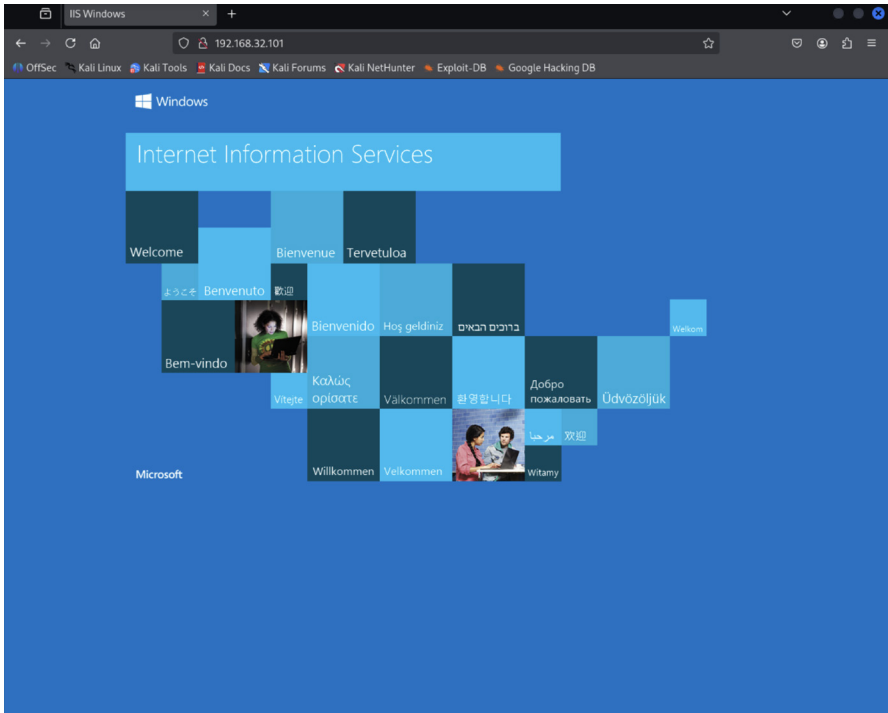 IIS Windows
192.168.32.101
OffSec Kali Linux Kali Tools Kali Docs Kali Forums Kali NetHunter Exploit-DB Google Hacking DB
Windows
Internet Information Services
Welcome
Bienvenue
Tervetuloa
ようこそ
Benvenuto
歡迎
Bienvenido
Hoş geldiniz
ברוכים הבאים
Welkom
Bem-vindo
Vítejte
Καλώς
ορίσατε
Välkommen
환영합니다
Добро
пожаловать
Üdvözöljük
Microsoft
Willkommen
Velkommen
مرحبا
欢迎
Witamy